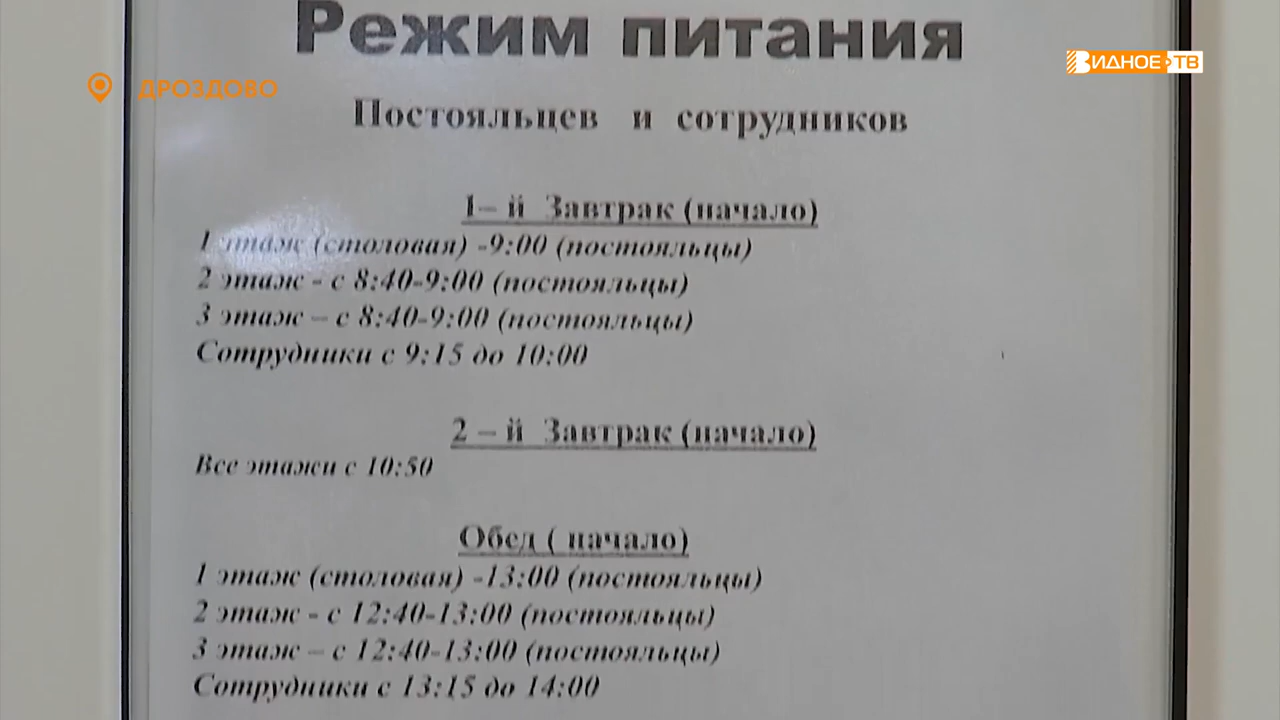 Режим питания
ВИДНОЕ ТВ
ДРОЗДОВО
Постояльцев и сотрудников
1– й Завтрак (начало)
1 этаж (столовая) -9:00 (постояльцы)
2 этаж - с 8:40-9:00 (постояльцы)
3 этаж – с 8:40-9:00 (постояльцы)
Сотрудники с 9:15 до 10:00
2 – й Завтрак (начало)
Все этажи с 10:50
Обед ( начало)
1 этаж (столовая) -13:00 (постояльцы)
2 этаж - с 12:40-13:00 (постояльцы)
3 этаж – с 12:40-13:00 (постояльцы)
Сотрудники с 13:15 до 14:00